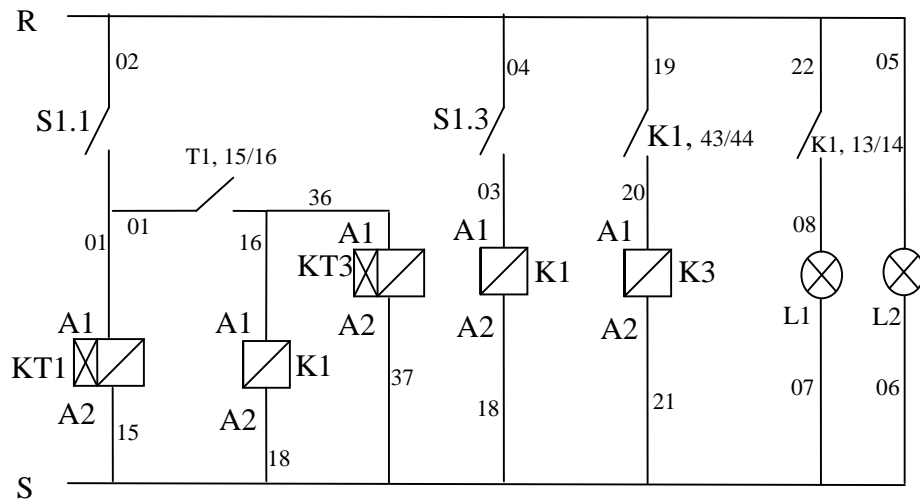 R
02
04
19
22
05
S1.1
S1.3
K1, 43/44
K1, 13/14
T1, 15/16
03
20
36
01
01
16
08
A1
KT3
A1
K1
A1
K3
A2
A2
A2
L1
L2
A1
KT1
A1
K1
37
07
06
A2
A2
15
18
18
21
S